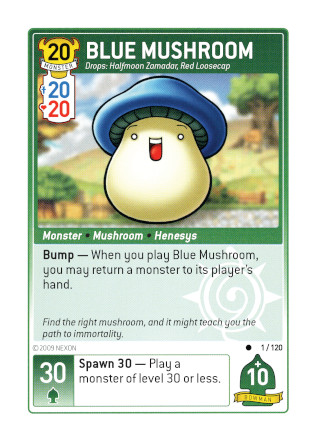 20 BLUE MUSHROOM
MONSTER Drops: Halfmoon Zamadar, Red Loosecap
20
20
Monster • Mushroom • Henesys
Bump — When you play Blue Mushroom,
you may return a monster to its player's
hand.
Find the right mushroom, and it might teach you the
path to immortality.
©2009 NEXON. ● 1/120
30 Spawn 30 — Play a
monster of level 30 or less.
+
10
BOWMAN